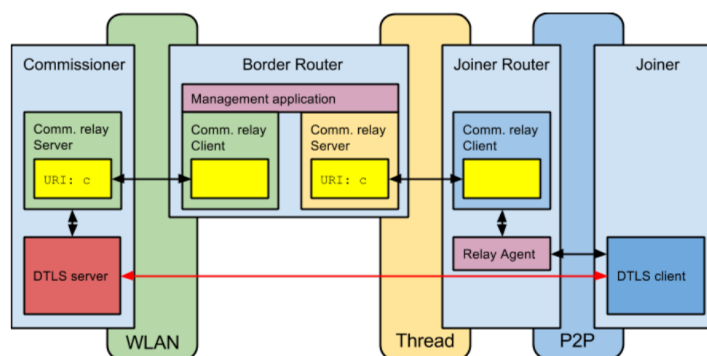 Commissioner
Border Router
Joiner Router
Joiner
Management application
Comm. relay
Server
Comm. relay
Client
Comm. relay
Server
Comm. relay
Client
URI: c
URI: c
DTLS server
Relay Agent
DTLS client
WLAN
Thread
P2P